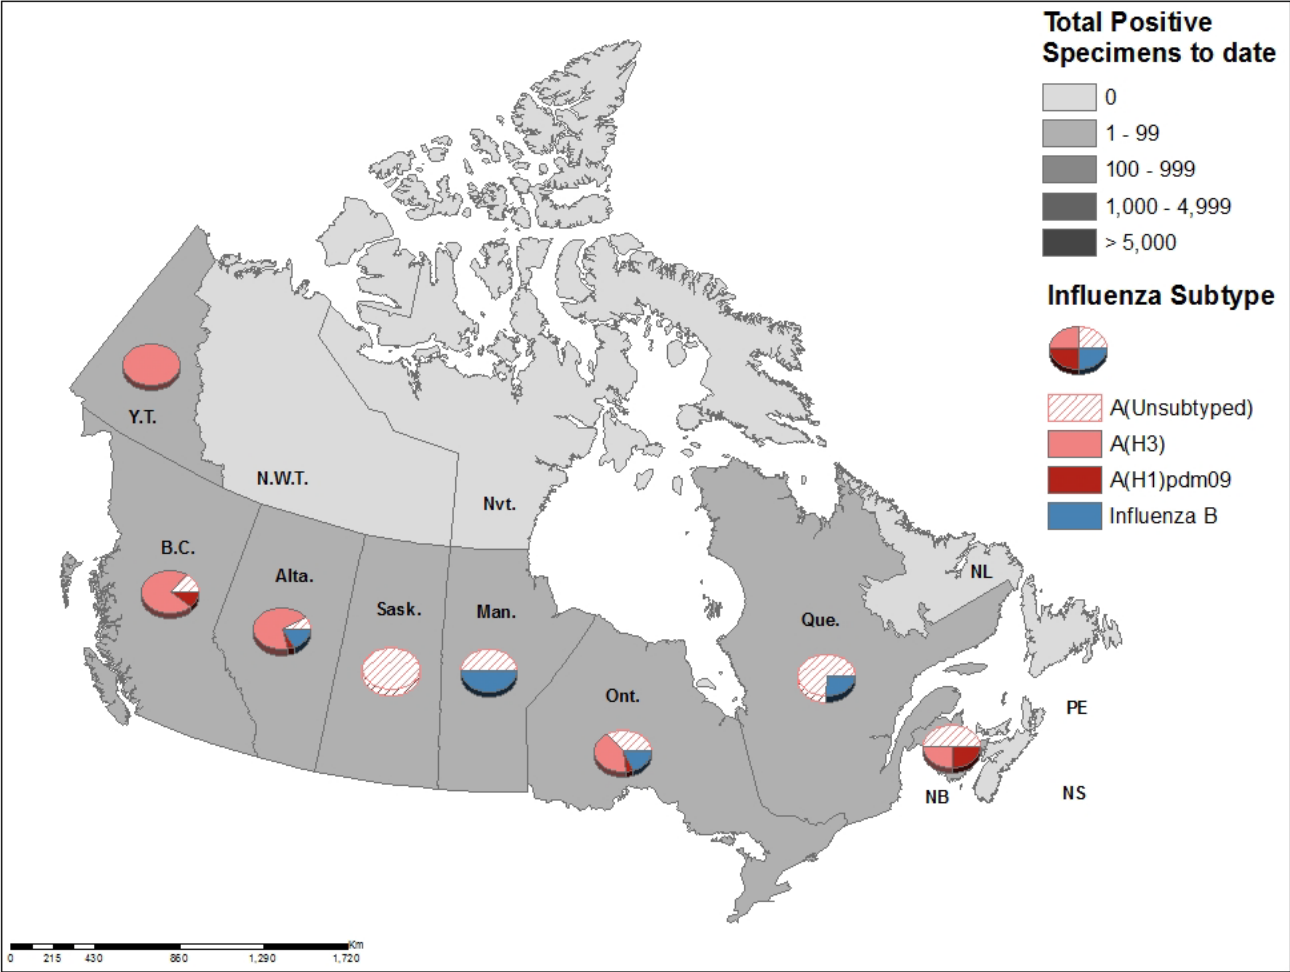 Total Positive
Specimens to date
0
1 - 99
100 - 999
1,000 - 4,999
> 5,000
Influenza Subtype
A(Unsubtyped)
A(H3)
A(H1)pdm09
Influenza B
Y.T.
N.W.T.
Nvt.
B.C.
Alta.
Sask.
Man.
Ont.
Que.
NL
PE
NB
NS
Km
0 215 430 860 1,290 1,720